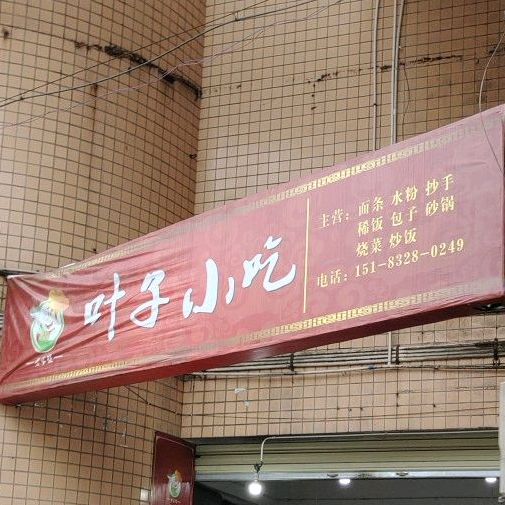 叶子小吃
主营：面条 水粉 抄手
稀饭 包子 砂锅
烧菜 炒饭
电话：151-8328-0249